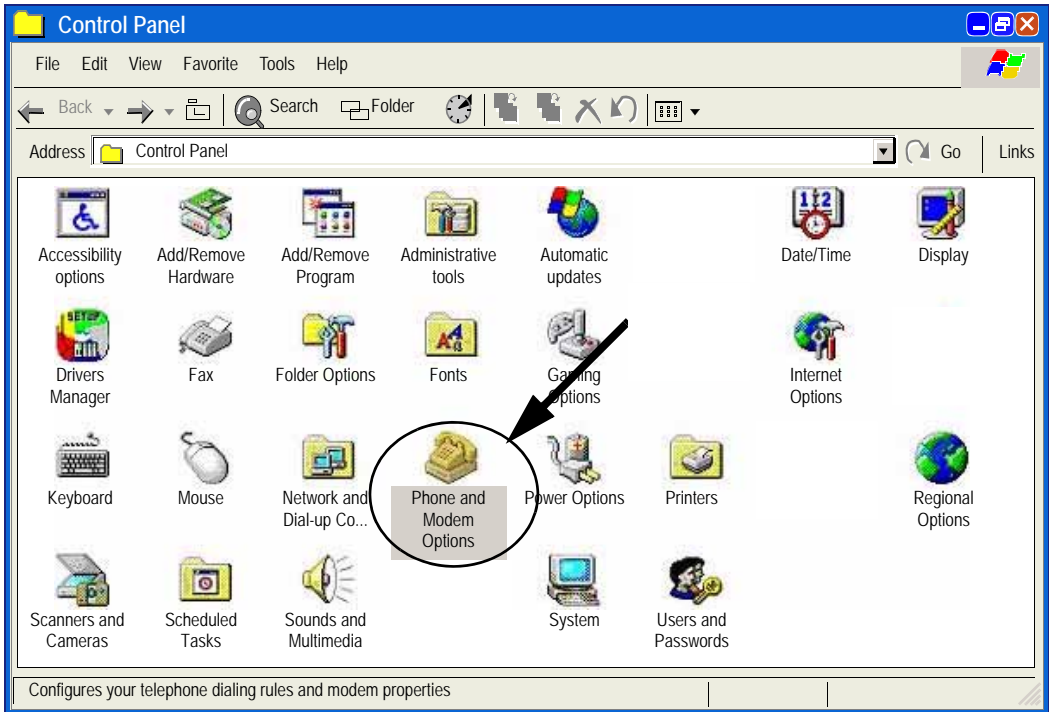 Control Panel
File Edit View Favorite Tools Help
Back Search Folder
Address Control Panel Go Links
Accessibility options
Add/Remove Hardware
Add/Remove Program
Administrative tools
Automatic updates
Date/Time
Display
Drivers Manager
Fax
Folder Options
Fonts
Gaming Options
Internet Options
Keyboard
Mouse
Network and Dial-up Co...
Phone and Modem Options
Power Options
Printers
Regional Options
Scanners and Cameras
Scheduled Tasks
Sounds and Multimedia
System
Users and Passwords
Configures your telephone dialing rules and modem properties